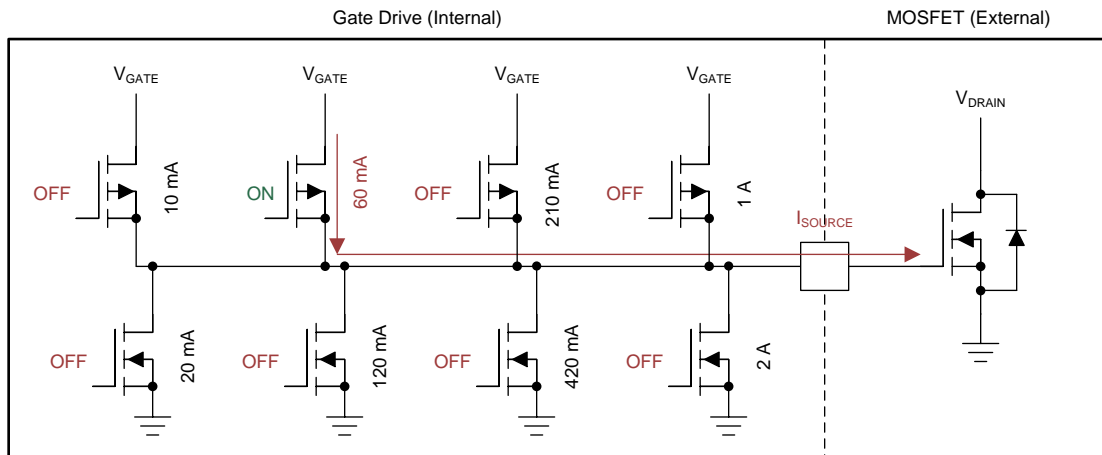 Gate Drive (Internal)
MOSFET (External)
VGATE
VGATE
VGATE
VGATE
VDRAIN
OFF
10 mA
ON
60 mA
OFF
210 mA
OFF
1 A
ISOURCE
OFF
20 mA
OFF
120 mA
OFF
420 mA
OFF
2 A